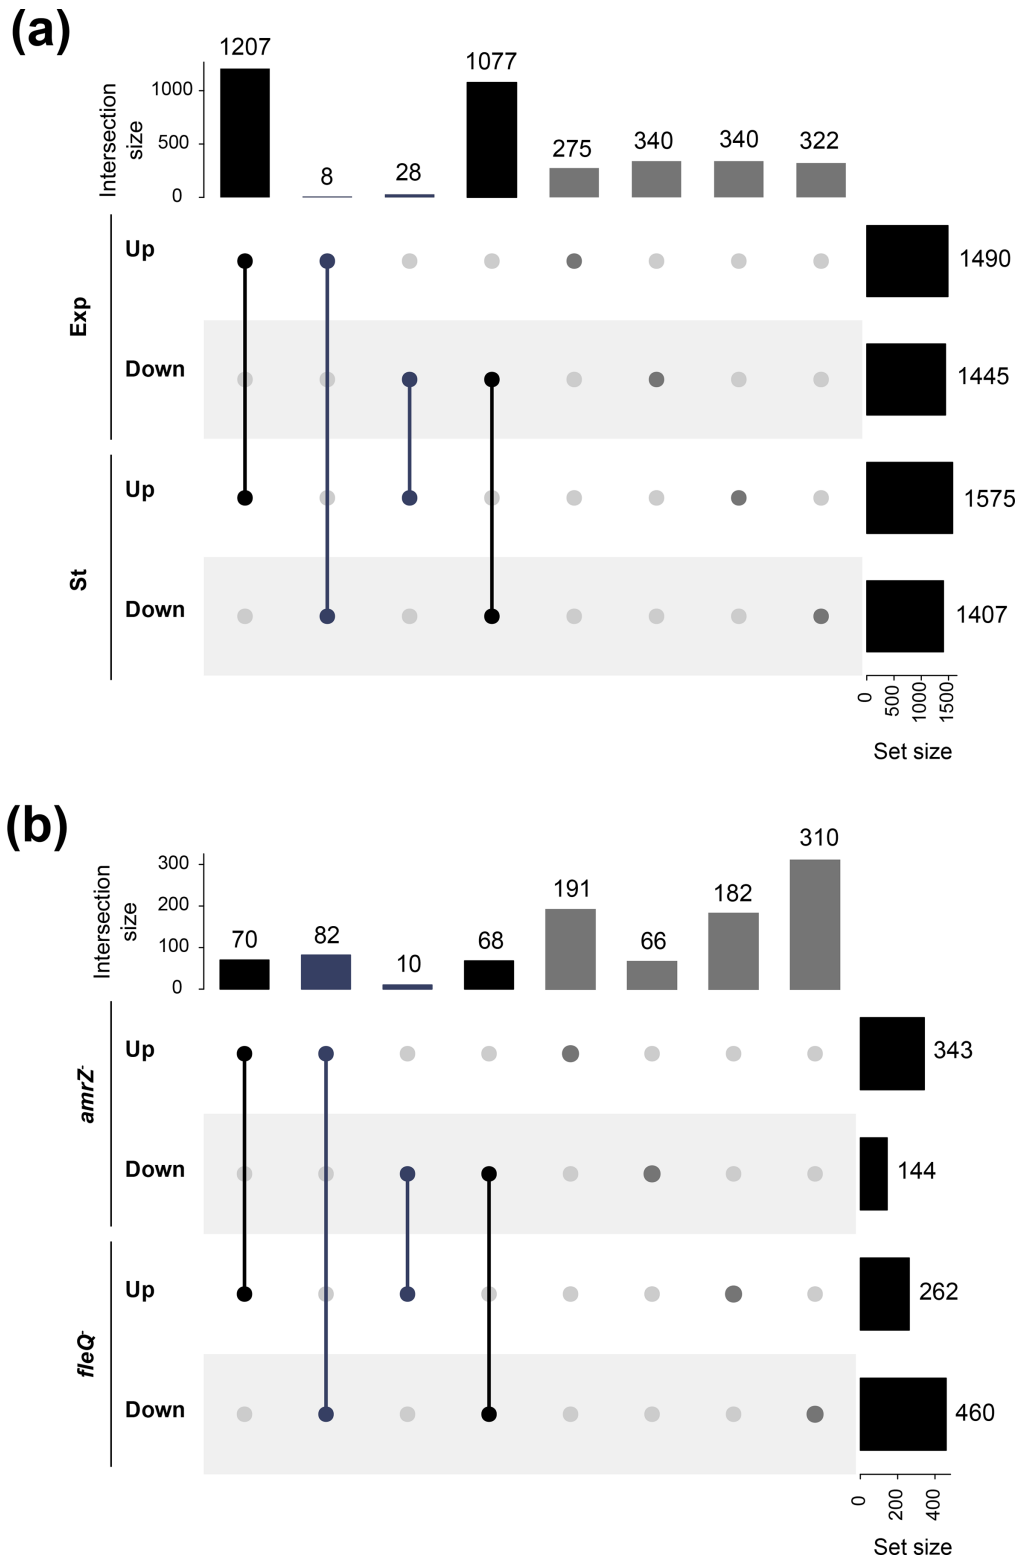 (a)
1207
8
28
1077
275
340
340
322
Intersection
size
1000
500
0
Exp
Up
1490
Down
1445
St
Up
1575
Down
1407
0
500
1000
1500
Set size
(b)
70
82
10
68
191
66
182
310
Intersection
size
300
200
100
0
amrZ-
Up
343
Down
144
fleQ-
Up
262
Down
460
0
200
400
Set size